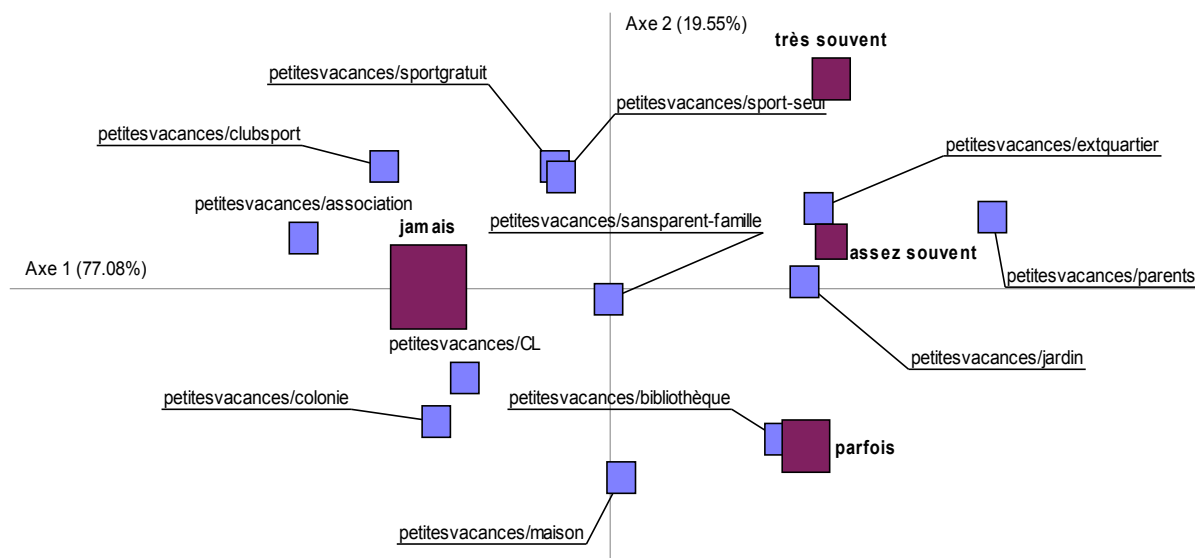 Axe 2 (19.55%)
très souvent
petitesvacances/sportgratuit
petitesvacances/sport-seul
petitesvacances/clubsport
petitesvacances/extquartier
petitesvacances/association
petitesvacances/sansparent-famille
jamais
assez souvent
Axe 1 (77.08%)
petitesvacances/parents
petitesvacances/CL
petitesvacances/jardin
petitesvacances/colonie
petitesvacances/bibliothèque
parfois
petitesvacances/maison